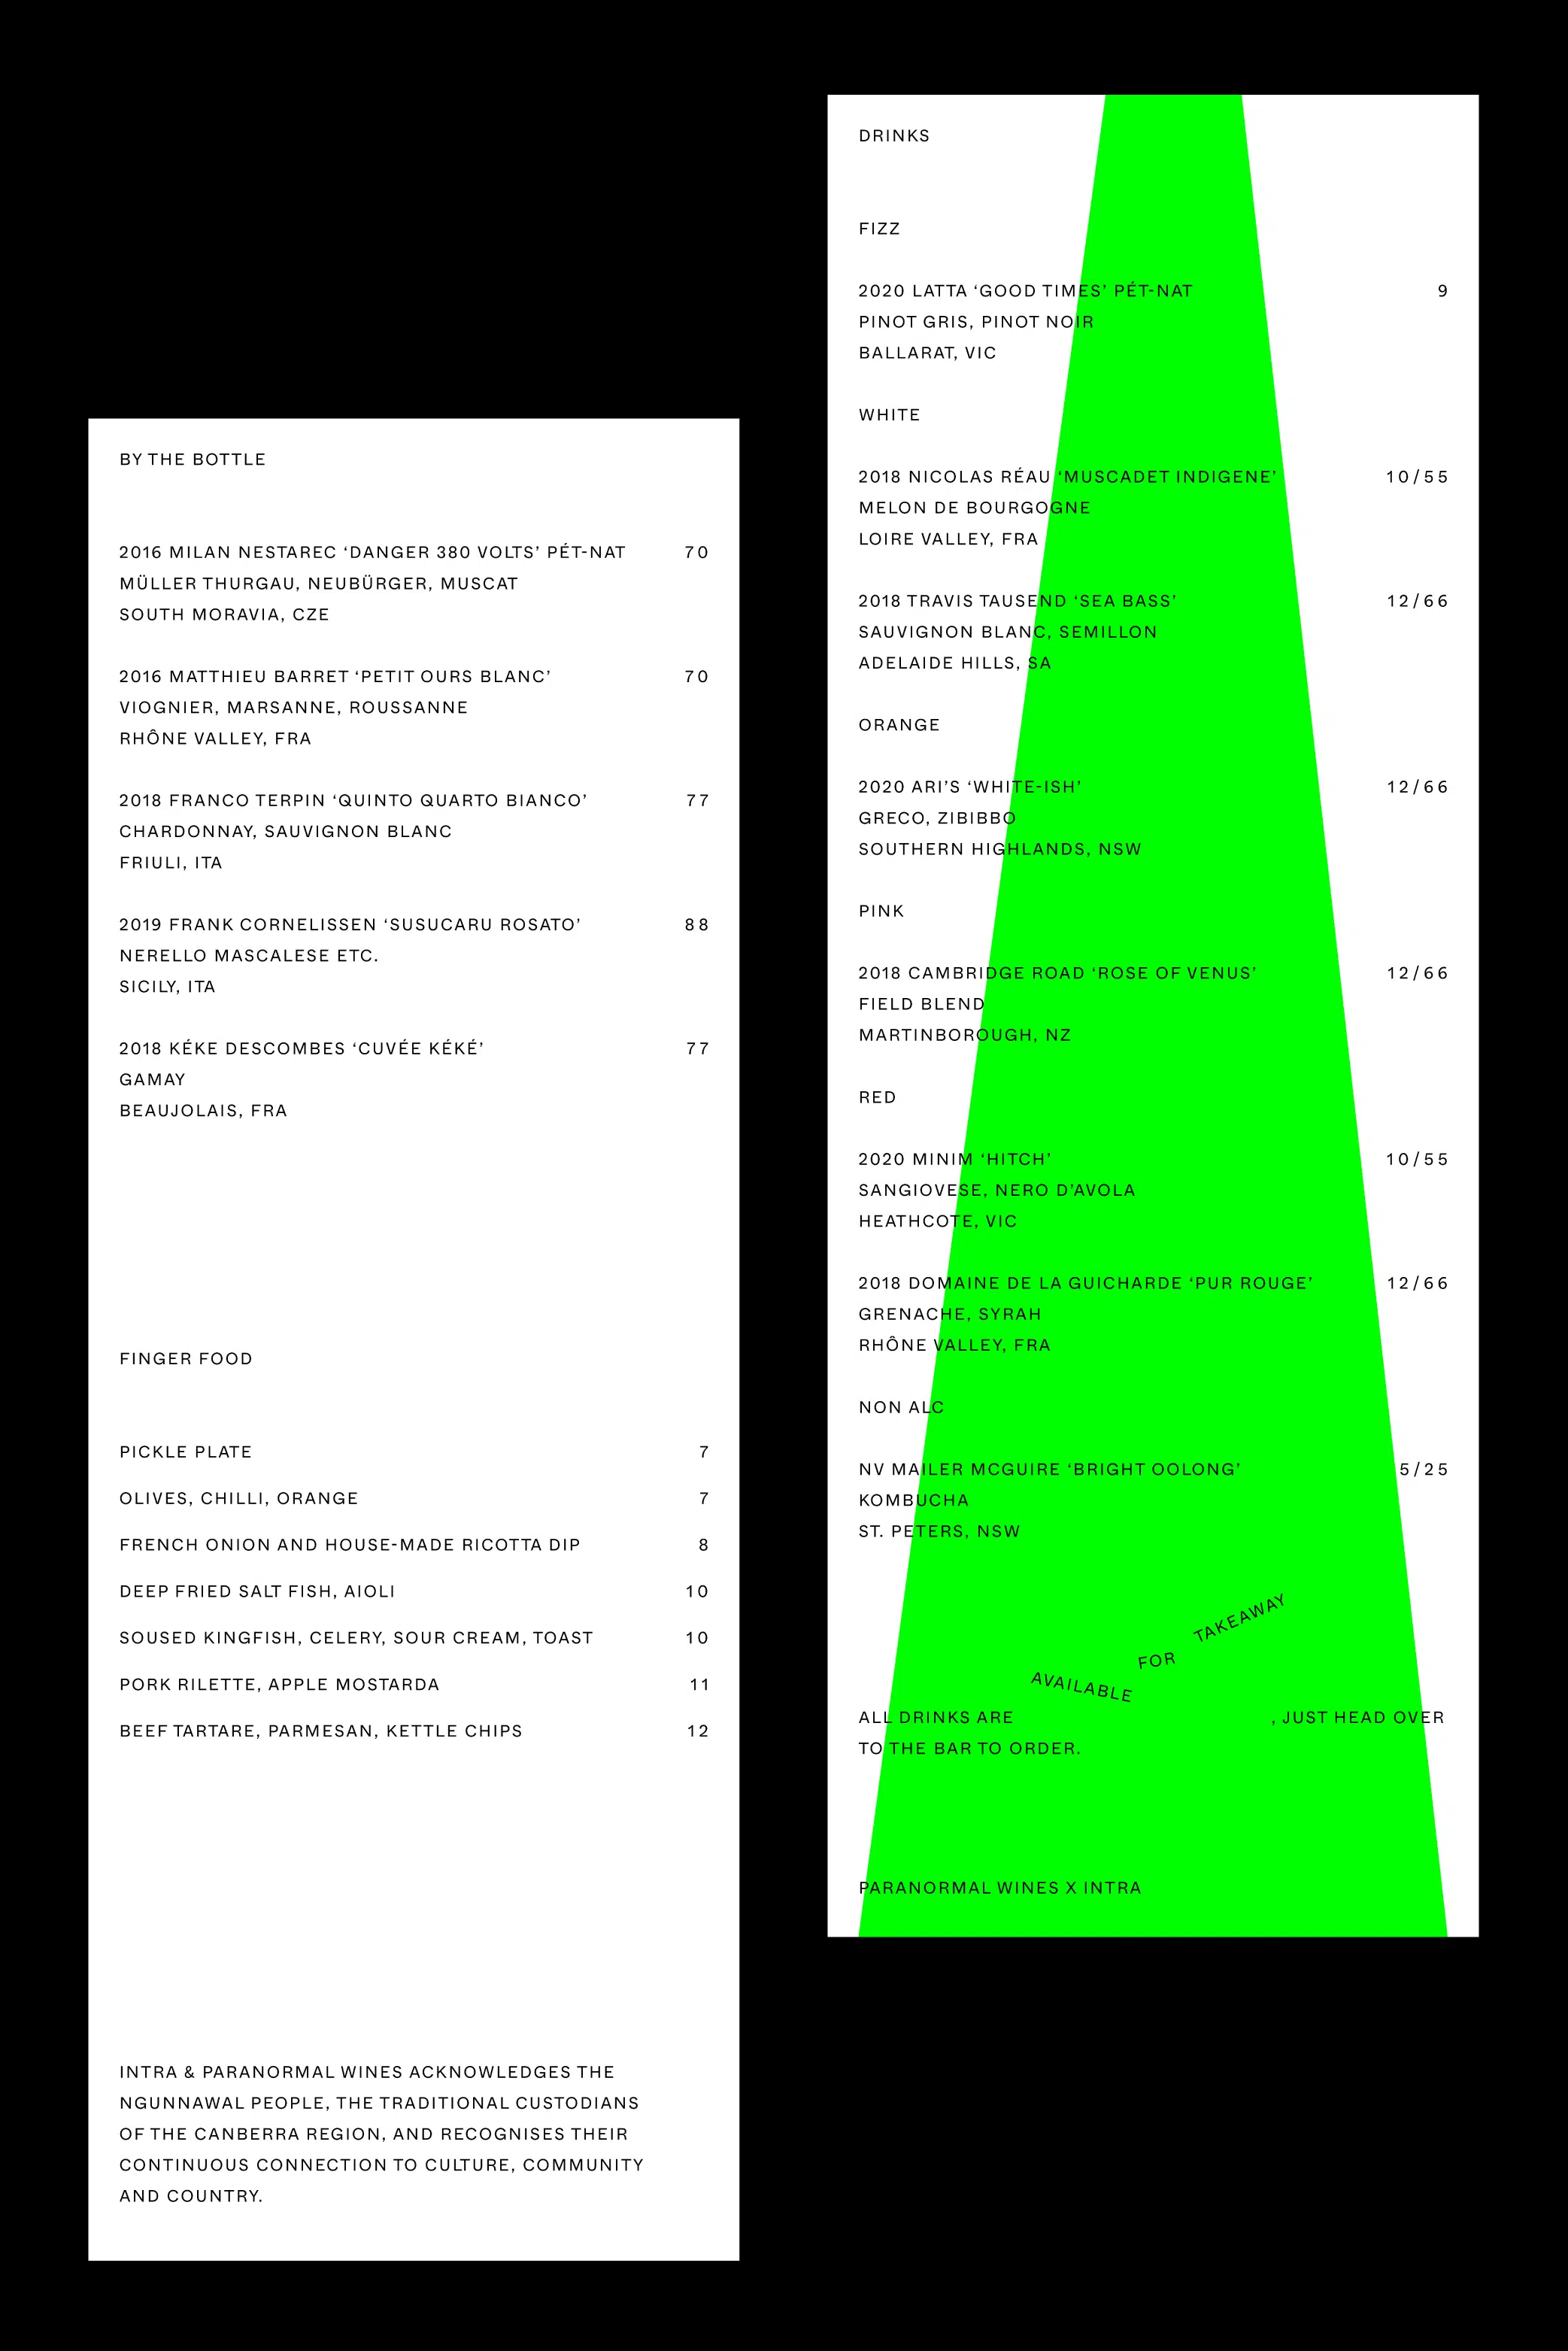 BY THE BOTTLE
2016 MILAN NESTAREC ‘DANGER 380 VOLTS’ PÉT-NAT 70
MÜLLER THURGAU, NEUBÜRGER, MUSCAT
SOUTH MORAVIA, CZE
2016 MATTHIEU BARRET ‘PETIT OURS BLANC’ 70
VIOGNIER, MARSANNE, ROUSSANNE
RHÔNE VALLEY, FRA
2018 FRANCO TERPIN ‘QUINTO QUARTO BIANCO’ 77
CHARDONNAY, SAUVIGNON BLANC
FRIULI, ITA
2019 FRANK CORNELISSEN ‘SUSUCARU ROSATO’ 88
NERELLO MASCALESE ETC.
SICILY, ITA
2018 KÉKE DESCOMBES ‘CUVÉE KÉKÉ’ 77
GAMAY
BEAUJOLAIS, FRA
FINGER FOOD
PICKLE PLATE 7
OLIVES, CHILLI, ORANGE 7
FRENCH ONION AND HOUSE-MADE RICOTTA DIP 8
DEEP FRIED SALT FISH, AIOLI 10
SOUSED KINGFISH, CELERY, SOUR CREAM, TOAST 10
PORK RILETTE, APPLE MOSTARDA 11
BEEF TARTARE, PARMESAN, KETTLE CHIPS 12
INTRA & PARANORMAL WINES ACKNOWLEDGES THE
NGUNNAWAL PEOPLE, THE TRADITIONAL CUSTODIANS
OF THE CANBERRA REGION, AND RECOGNISES THEIR
CONTINUOUS CONNECTION TO CULTURE, COMMUNITY
AND COUNTRY.
DRINKS
FIZZ
2020 LATTA ‘GOOD TIMES’ PÉT-NAT 9
PINOT GRIS, PINOT NOIR
BALLARAT, VIC
WHITE
2018 NICOLAS RÉAU ‘MUSCADET INDIGENE’ 10/55
MELON DE BOURGOGNE
LOIRE VALLEY, FRA
2018 TRAVIS TAUSEND ‘SEA BASS’ 12/66
SAUVIGNON BLANC, SEMILLON
ADELAIDE HILLS, SA
ORANGE
2020 ARI’S ‘WHITE-ISH’ 12/66
GRECO, ZIBIBBO
SOUTHERN HIGHLANDS, NSW
PINK
2018 CAMBRIDGE ROAD ‘ROSE OF VENUS’ 12/66
FIELD BLEND
MARTINBOROUGH, NZ
RED
2020 MINIM ‘HITCH’ 10/55
SANGIOVESE, NERO D’AVOLA
HEATHCOTE, VIC
2018 DOMAINE DE LA GUICHARDE ‘PUR ROUGE’ 12/66
GRENACHE, SYRAH
RHÔNE VALLEY, FRA
NON ALC
NV MAILER MCGUIRE ‘BRIGHT OOLONG’ 5/25
KOMBUCHA
ST. PETERS, NSW
ALL DRINKS ARE AVAILABLE FOR TAKEAWAY, JUST HEAD OVER
TO THE BAR TO ORDER.
PARANORMAL WINES X INTRA